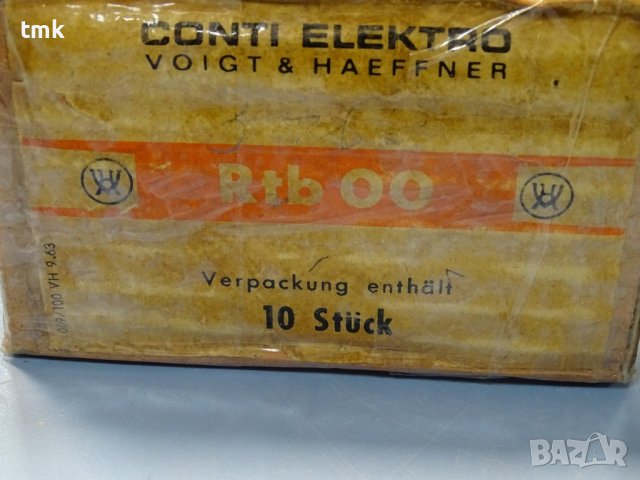 tmk
CONTI ELEKTRO
VOIGT & HAEFFNER
Rtb 00
Verpackung enthält
10 Stück
009/100 VH 9.63
BAZAR